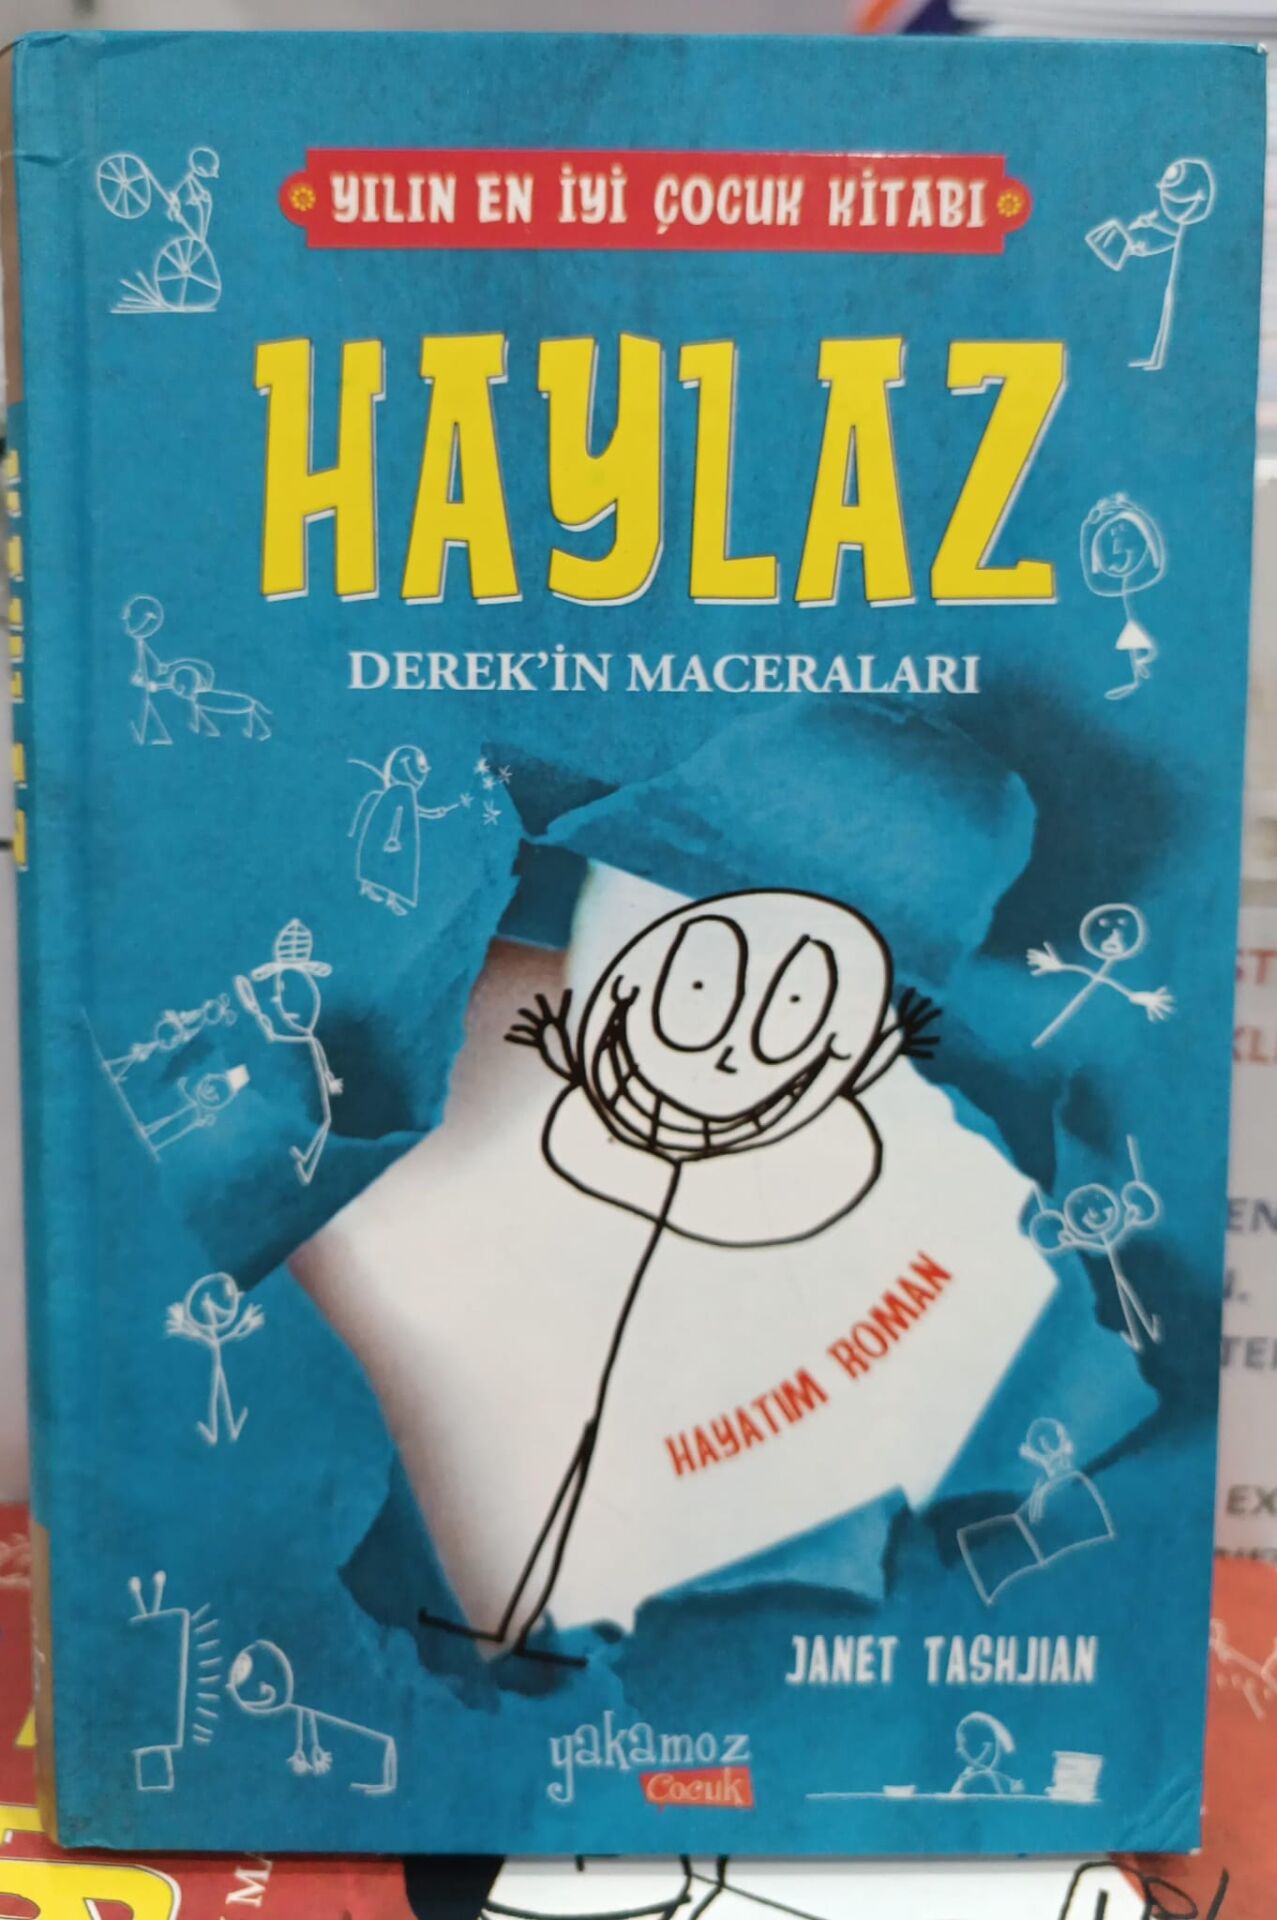 YILIN EN İYİ ÇOCUK KİTABI
HAYLAZ
DEREK'İN MACERALARI
HAYATIM ROMAN
JANET TASHJIAN
yakamoz
Çocuk